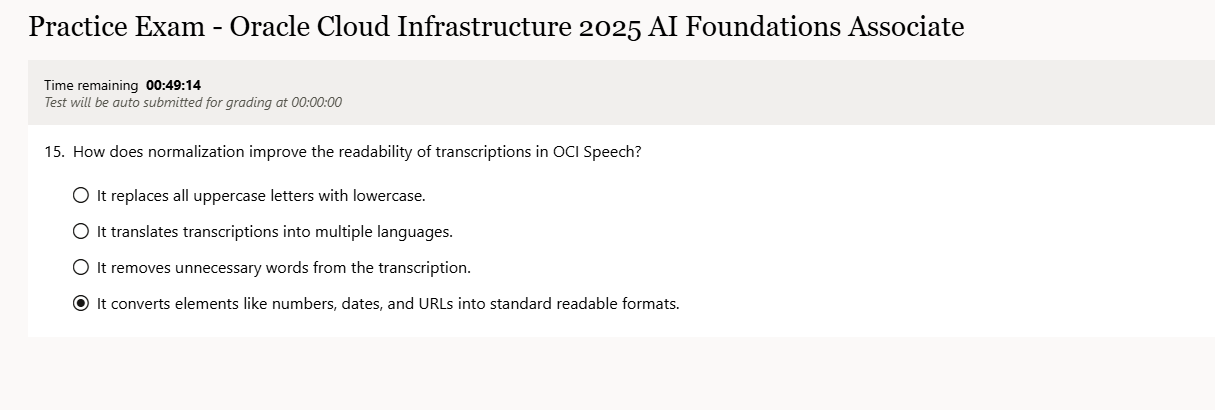 Practice Exam - Oracle Cloud Infrastructure 2025 AI Foundations Associate
Time remaining 00:49:14
Test will be auto submitted for grading at 00:00:00
15. How does normalization improve the readability of transcriptions in OCI Speech?
It replaces all uppercase letters with lowercase.
It translates transcriptions into multiple languages.
It removes unnecessary words from the transcription.
It converts elements like numbers, dates, and URLs into standard readable formats.